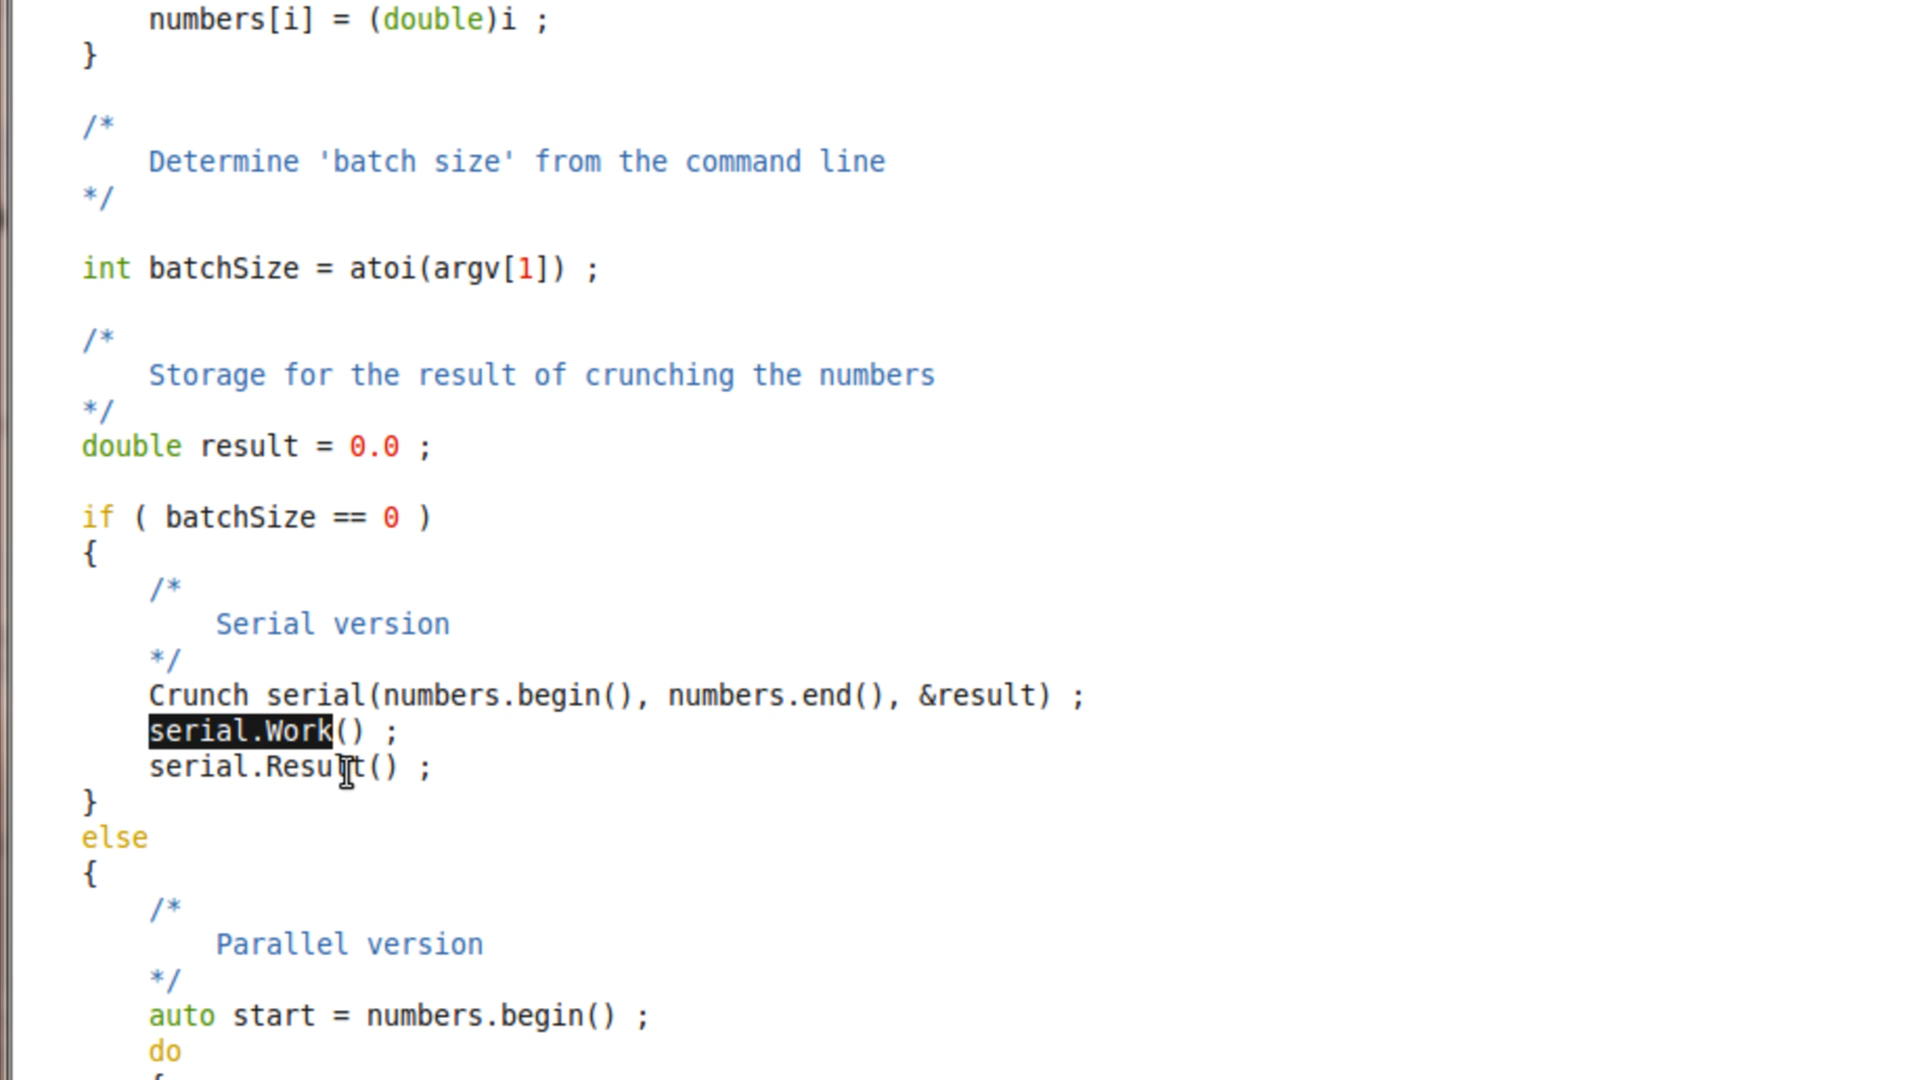 numbers[i] = (double)i ;
}
/*
Determine 'batch size' from the command line
*/
int batchSize = atoi(argv[1]) ;
/*
Storage for the result of crunching the numbers
*/
double result = 0.0 ;
if ( batchSize == 0 )
{
/*
Serial version
*/
Crunch serial(numbers.begin(), numbers.end(), &result) ;
serial.Work() ;
serial.Result() ;
}
else
{
/*
Parallel version
*/
auto start = numbers.begin() ;
do
{